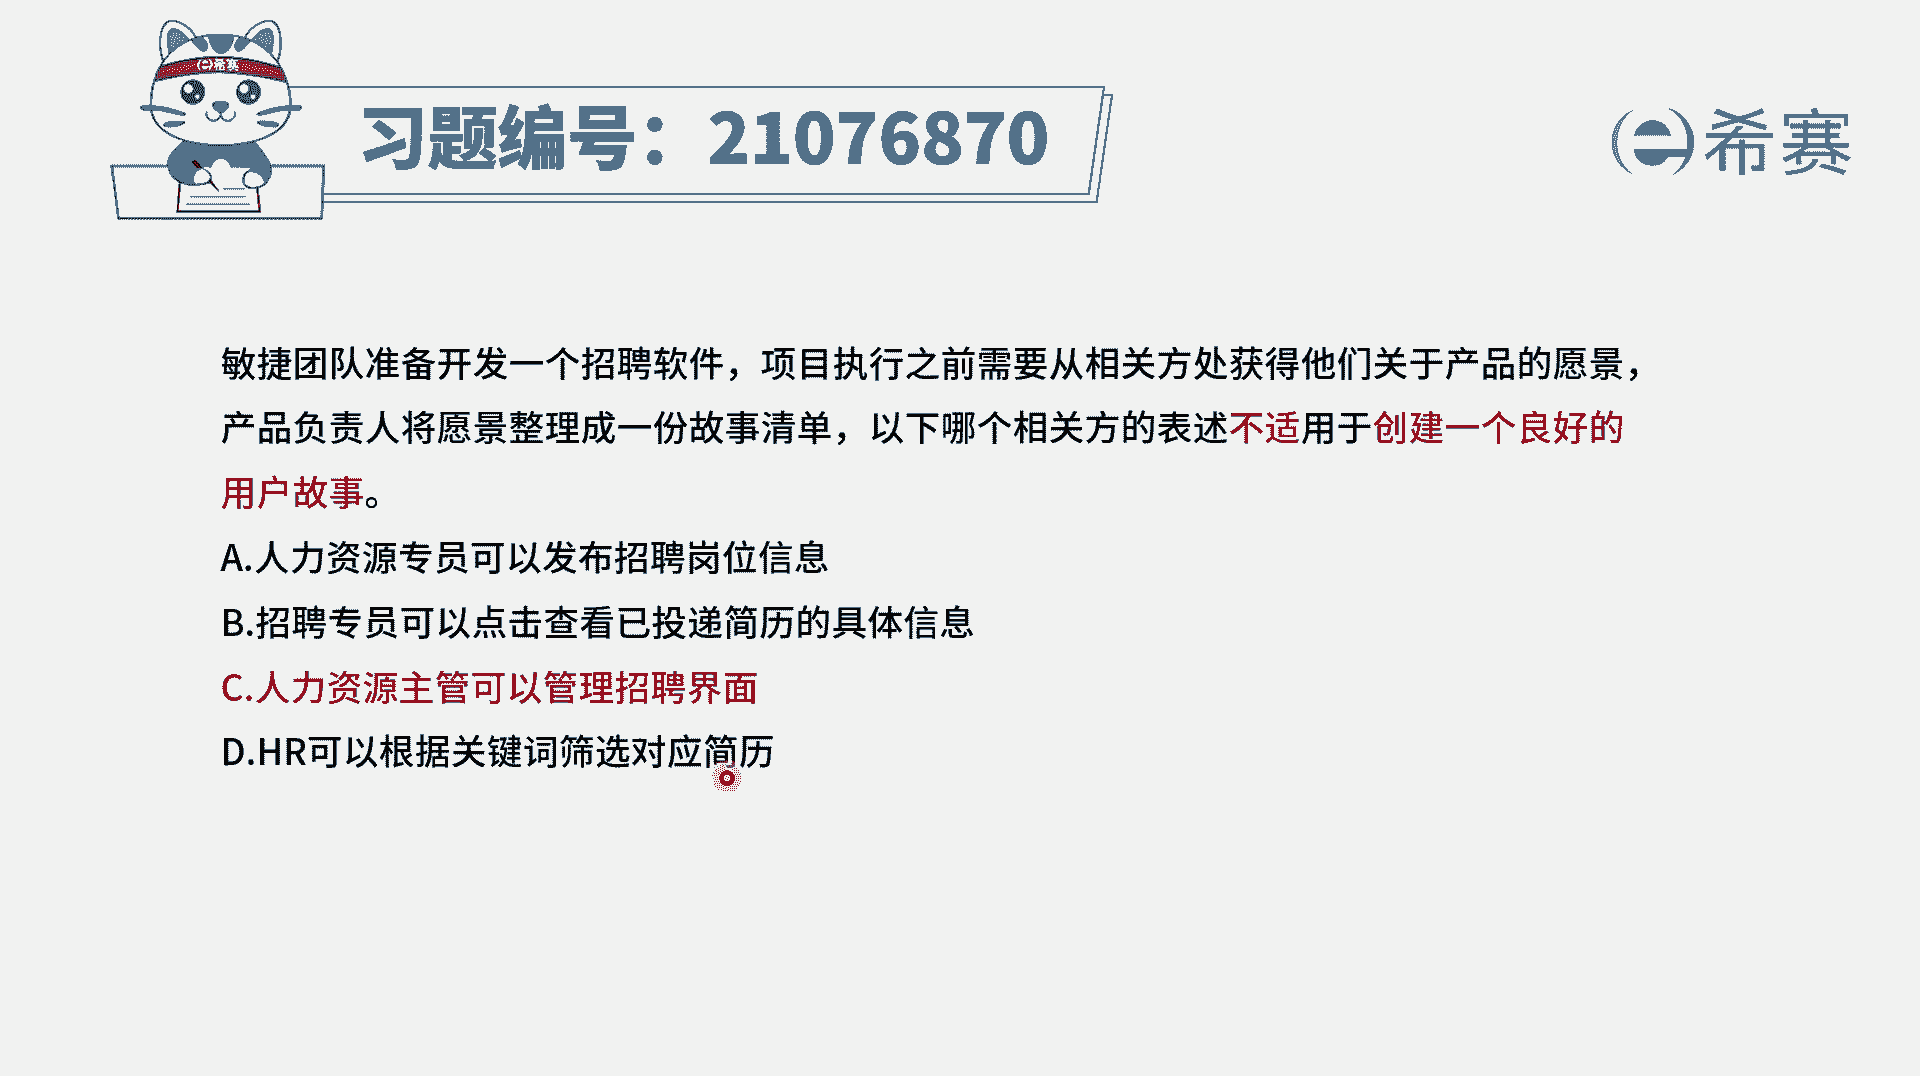 希赛
习题编号：21076870
希赛
敏捷团队准备开发一个招聘软件，项目执行之前需要从相关方处获得他们关于产品的愿景，
产品负责人将愿景整理成一份故事清单，以下哪个相关方的表述不适用于创建一个良好的
用户故事。
A.人力资源专员可以发布招聘岗位信息
B.招聘专员可以点击查看已投递简历的具体信息
C.人力资源主管可以管理招聘界面
D.HR可以根据关键词筛选对应简历